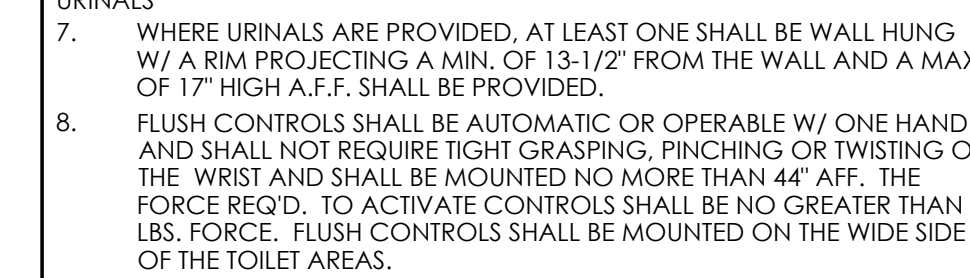 URINALS
7. WHERE URINALS ARE PROVIDED, AT LEAST ONE SHALL BE WALL HUNG
W/ A RIM PROJECTING A MIN. OF 13-1/2" FROM THE WALL AND A MAX
OF 17" HIGH A.F.F. SHALL BE PROVIDED.
8. FLUSH CONTROLS SHALL BE AUTOMATIC OR OPERABLE W/ ONE HAND
AND SHALL NOT REQUIRE TIGHT GRASPING, PINCHING OR TWISTING O
THE WRIST AND SHALL BE MOUNTED NO MORE THAN 44" AFF. THE
FORCE REQ'D. TO ACTIVATE CONTROLS SHALL BE NO GREATER THAN
LBS. FORCE. FLUSH CONTROLS SHALL BE MOUNTED ON THE WIDE SIDE
OF THE TOILET AREAS.